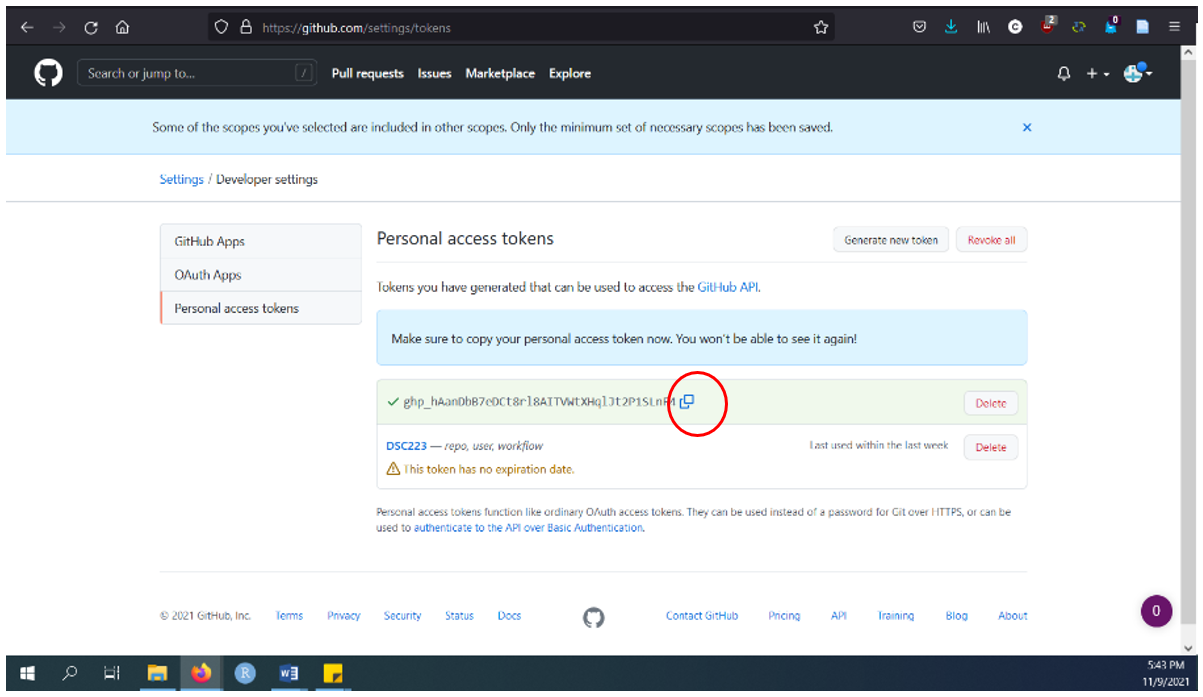 https://github.com/settings/tokens
C
2
0
Search or jump to...
/
Pull requests Issues Marketplace Explore
Some of the scopes you've selected are included in other scopes. Only the minimum set of necessary scopes has been saved.
Settings / Developer settings
GitHub Apps
OAuth Apps
Personal access tokens
Personal access tokens
Generate new token
Revoke all
Tokens you have generated that can be used to access the GitHub API.
Make sure to copy your personal access token now. You won't be able to see it again!
Delete
DSC223 — repo, user, workflow
Last used within the last week
Delete
This token has no expiration date.
Personal access tokens function like ordinary OAuth access tokens. They can be used instead of a password for Git over HTTPS, or can be
used to authenticate to the API over Basic Authentication.
© 2021 GitHub, Inc. Terms Privacy Security Status Docs Contact GitHub Pricing API Training Blog About
0
R
W
5:43 PM
11/9/2021